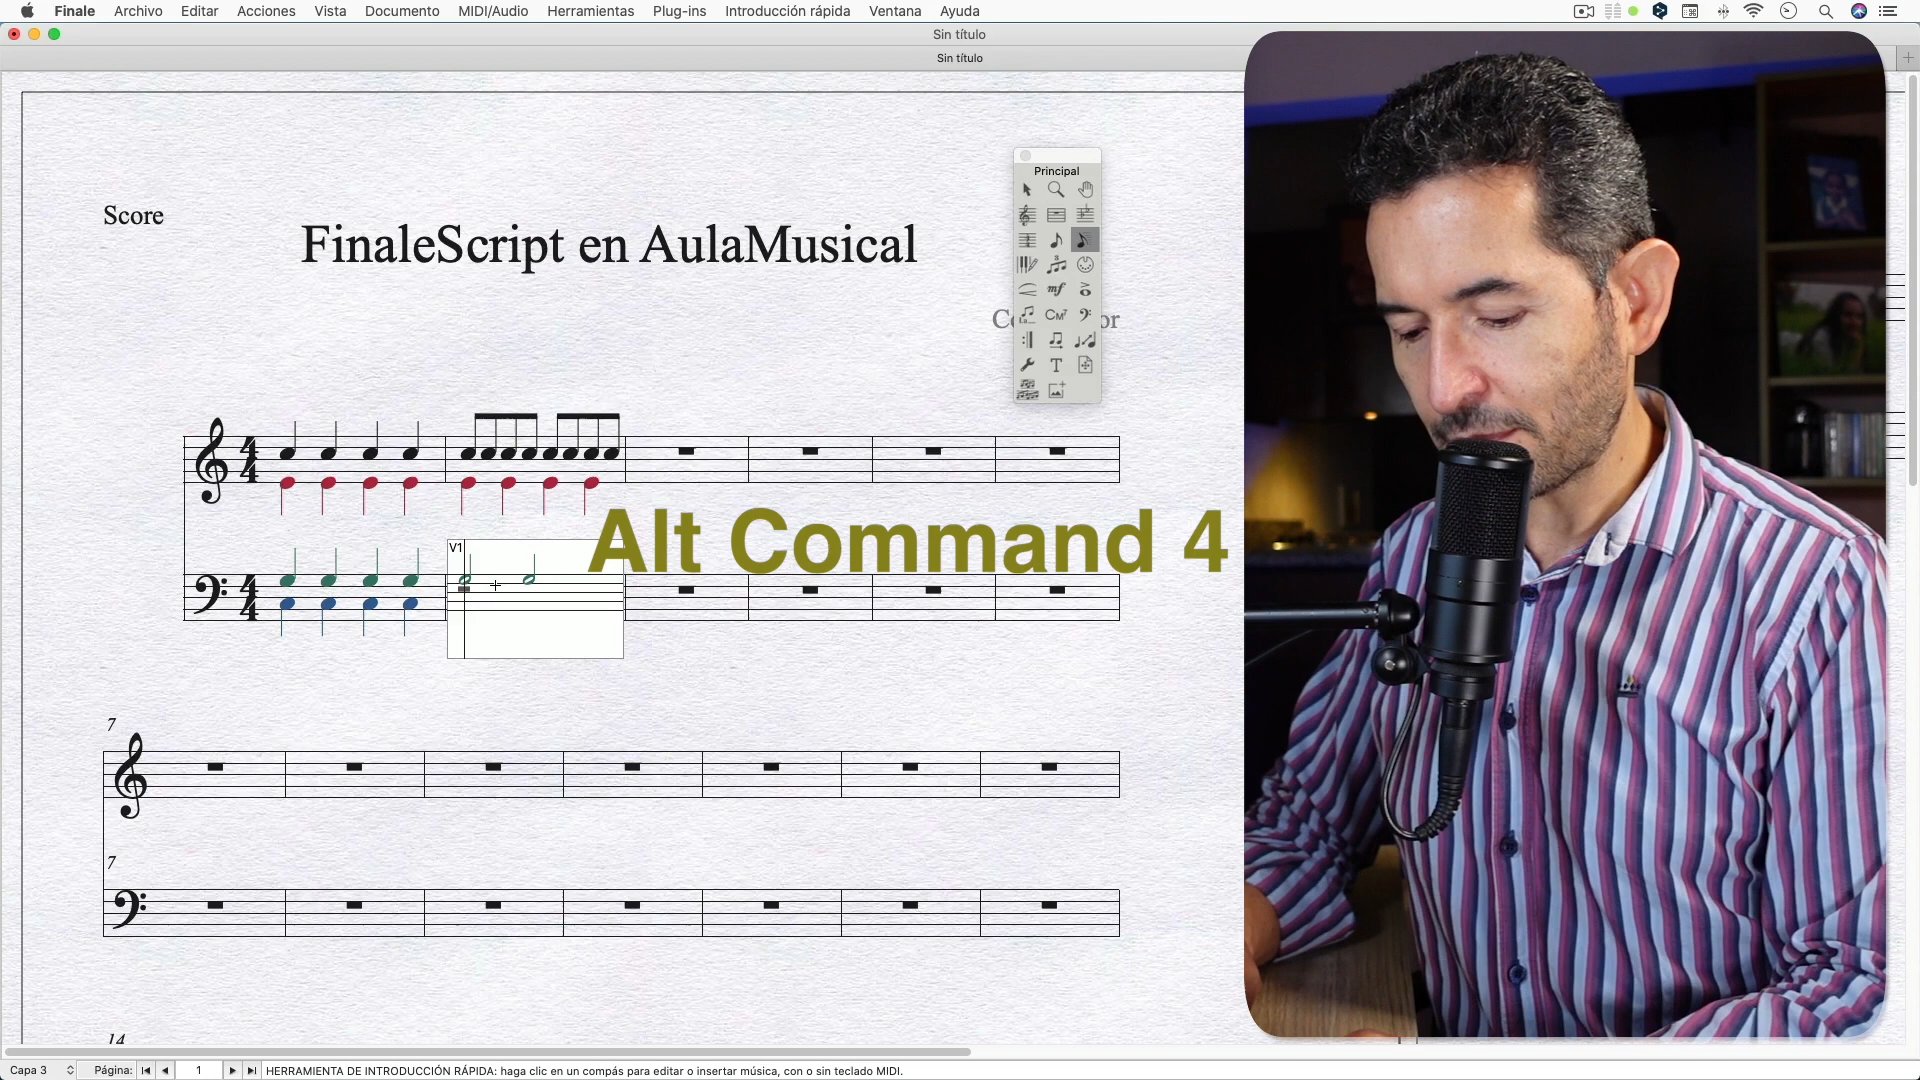 Finale Archivo Editar Acciones Vista Documento MIDI/Audio Herramientas Plug-ins Introducción rápida Ventana Ayuda
Sin título
Sin título
Principal
Score
FinaleScript en AulaMusical
mf
CM7
T
V1
Alt Command 4
7
7
14
Capa 3 Página: 1 HERRAMIENTA DE INTRODUCCIÓN RÁPIDA: haga clic en un compás para editar o insertar música, con o sin teclado MIDI.